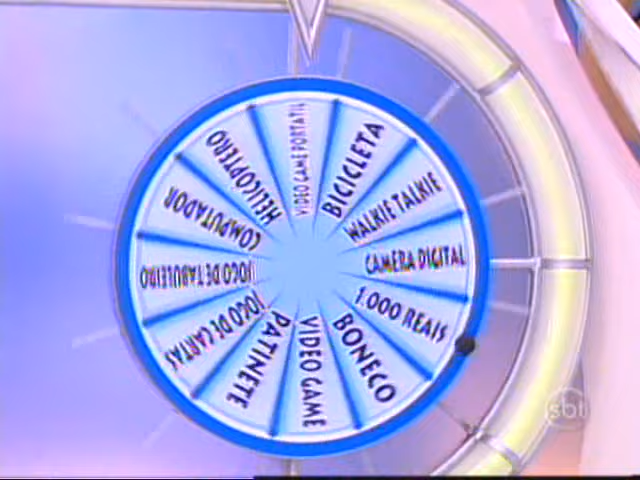 VIDEO GAME PORTATIL
BICICLETA
WALKIE TALKIE
CAMERA DIGITAL
1.000 REAIS
BONECO
VIDEO GAME
PATINETE
JOGO DE CARTAS
JOGO DE TABULEIRO
COMPUTADOR
HELICOPTERO
sbt